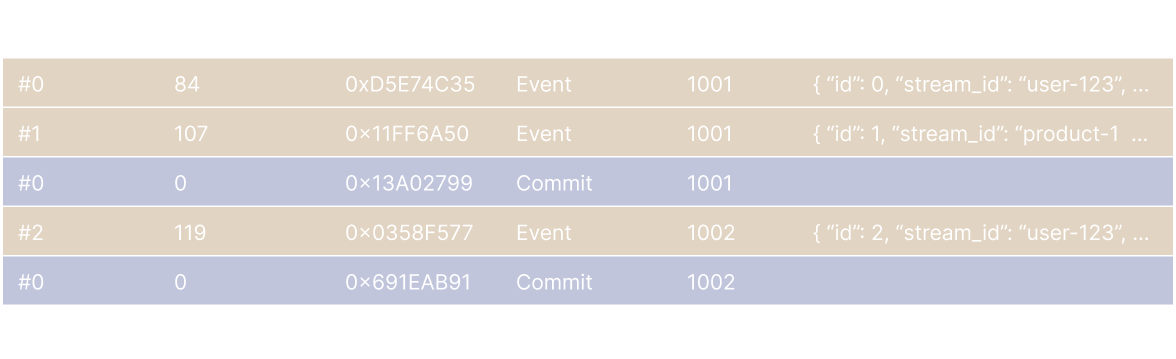 #0 84 0xD5E74C35 Event 1001 { “id”: 0, “stream_id”: “user-123”, ...
#1 107 0×11FF6A50 Event 1001 { “id”: 1, “stream_id”: “product-1 ...
#0 0 0×13A02799 Commit 1001
#2 119 0×0358F577 Event 1002 { “id”: 2, “stream_id”: “user-123”, ...
#0 0 0×691EAB91 Commit 1002